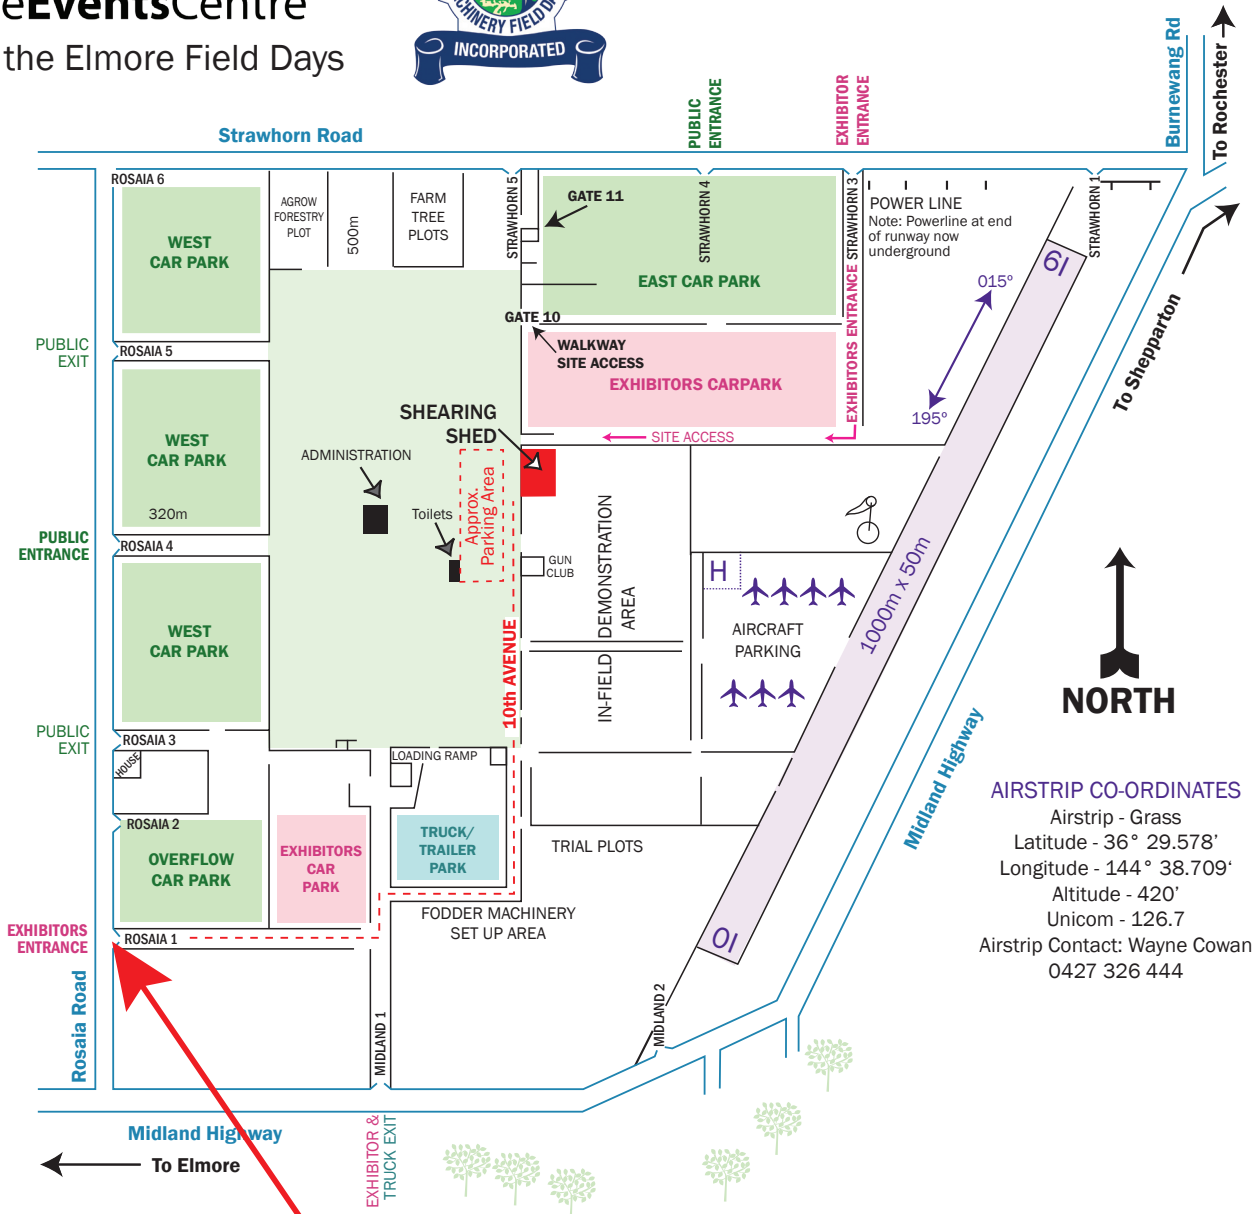 eEventsCentre
the Elmore Field Days
MACHINERY FIELD DAYS
INCORPORATED
Burnewang Rd
To Rochester
PUBLIC
ENTRANCE
EXHIBITOR
ENTRANCE
Strawhorn Road
ROSAIA 6
WEST
CAR PARK
AGROW
FORESTRY
PLOT
500m
FARM
TREE
PLOTS
STRAWHORN 5
GATE 11
STRAWHORN 4
EAST CAR PARK
STRAWHORN 3
POWER LINE
Note: Powerline at end
of runway now
underground
STRAWHORN 1
19
015°
195°
To Shepparton
GATE 10
WALKWAY
SITE ACCESS
EXHIBITORS CARPARK
EXHIBITORS ENTRANCE
SITE ACCESS
PUBLIC
EXIT
ROSAIA 5
WEST
CAR PARK
320m
SHEARING
SHED
ADMINISTRATION
Toilets
Approx.
Parking Area
GUN
CLUB
IN-FIELD DEMONSTRATION
AREA
H
AIRCRAFT
PARKING
1000m x 50m
PUBLIC
ENTRANCE
ROSAIA 4
WEST
CAR PARK
10th AVENUE
NORTH
PUBLIC
EXIT
ROSAIA 3
HOUSE
LOADING RAMP
Midland Highway
AIRSTRIP CO-ORDINATES
Airstrip - Grass
Latitude - 36° 29.578’
Longitude - 144° 38.709‘
Altitude - 420’
Unicom - 126.7
Airstrip Contact: Wayne Cowan
0427 326 444
ROSAIA 2
OVERFLOW
CAR PARK
EXHIBITORS
CAR
PARK
TRUCK/
TRAILER
PARK
TRIAL PLOTS
FODDER MACHINERY
SET UP AREA
01
EXHIBITORS
ENTRANCE
ROSAIA 1
Rosaia Road
MIDLAND 1
MIDLAND 2
Midland Highway
To Elmore
EXHIBITOR &
TRUCK EXIT